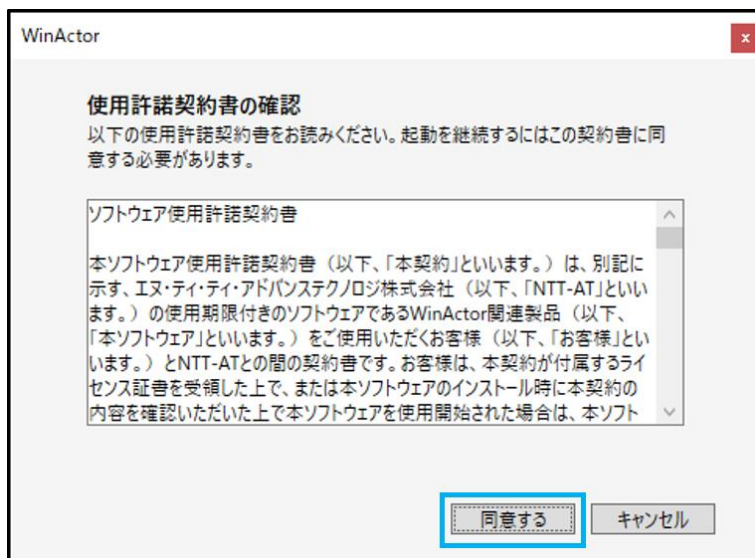 WinActor
x
使用許諾契約書の確認
以下の使用許諾契約書をお読みください。起動を継続するにはこの契約書に同
意する必要があります。
ソフトウェア使用許諾契約書
本ソフトウェア使用許諾契約書（以下、「本契約」といいます。）は、別記に
示す、エヌ・ティ・ティ・アドバンステクノロジ株式会社（以下、「NTT-AT」といい
ます。）の使用期限付きのソフトウェアであるWinActor関連製品（以下、
「本ソフトウェア」といいます。）をご使用いただくお客様（以下、「お客様」とい
います。）とNTT-ATとの間の契約書です。お客様は、本契約が付属するライ
センス証書を受領した上で、または本ソフトウェアのインストール時に本契約の
内容を確認いただいた上で本ソフトウェアを使用開始された場合は、本ソフト
同意する
キャンセル